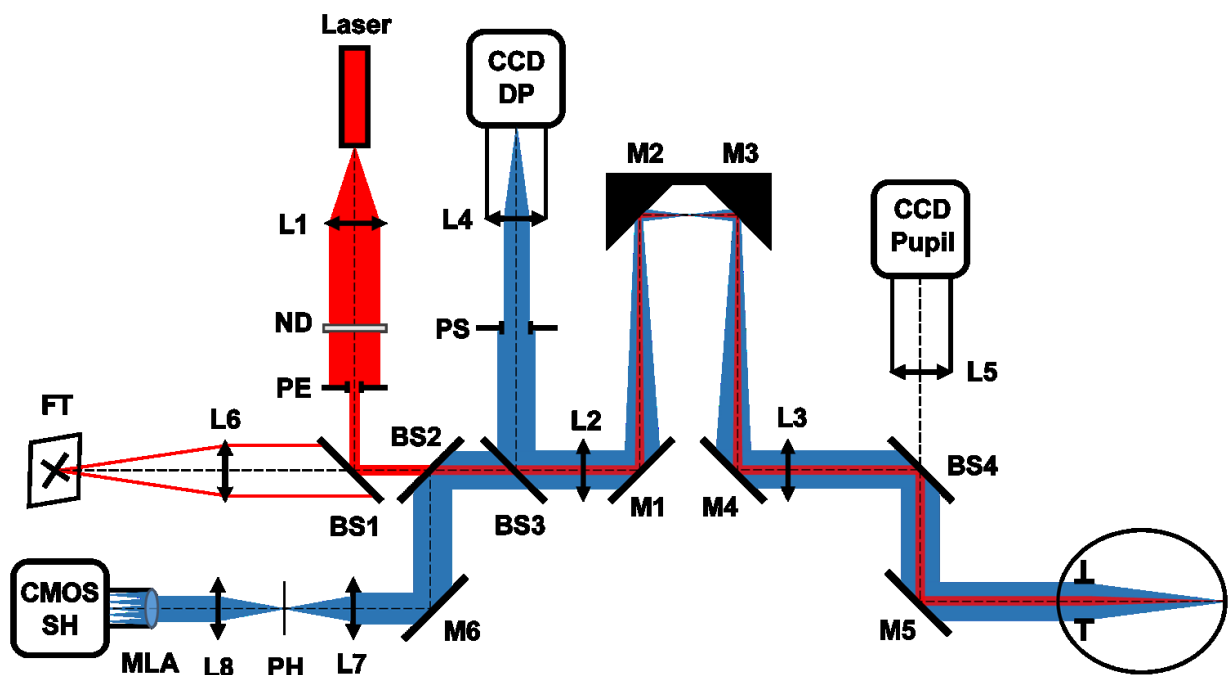 Laser
CCD
DP
M2
M3
CCD
Pupil
L1
L4
ND
PS
L5
PE
FT
L6
BS2
L2
L3
BS4
BS1
BS3
M1
M4
CMOS
SH
M6
M5
MLA
L8
PH
L7